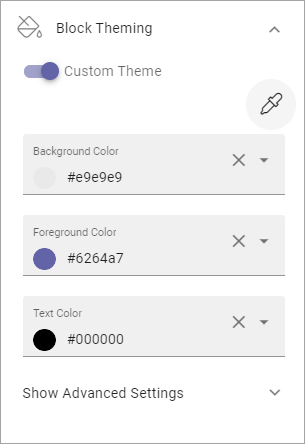 Block Theming
Custom Theme
Background Color
#e9e9e9
Foreground Color
#6264a7
Text Color
#000000
Show Advanced Settings